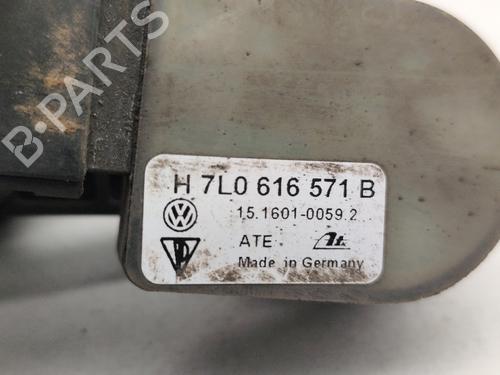 B-PARTS
H 7L0 616 571 B
15.1601-0059.2
ATE
Made in Germany